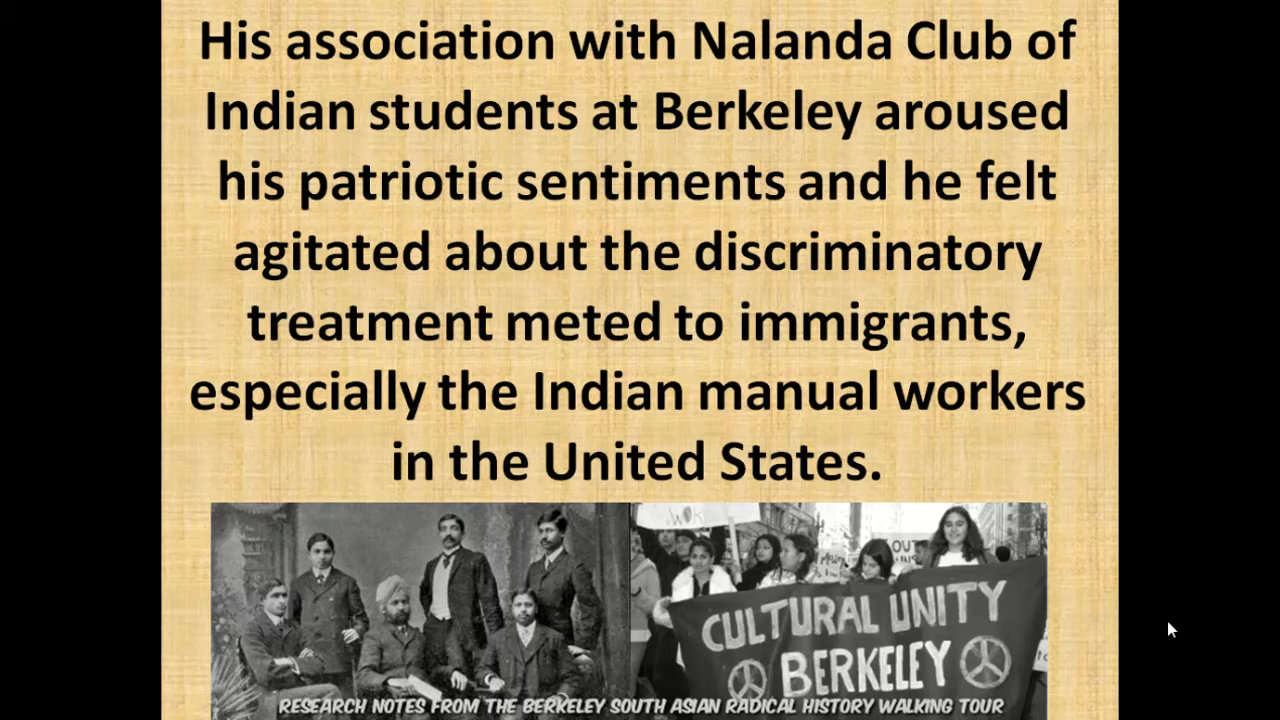 His association with Nalanda Club of
Indian students at Berkeley aroused
his patriotic sentiments and he felt
agitated about the discriminatory
treatment meted to immigrants,
especially the Indian manual workers
in the United States.
CULTURAL UNITY
BERKELEY
RESEARCH NOTES FROM THE BERKELEY SOUTH ASIAN RADICAL HISTORY WALKING TOUR